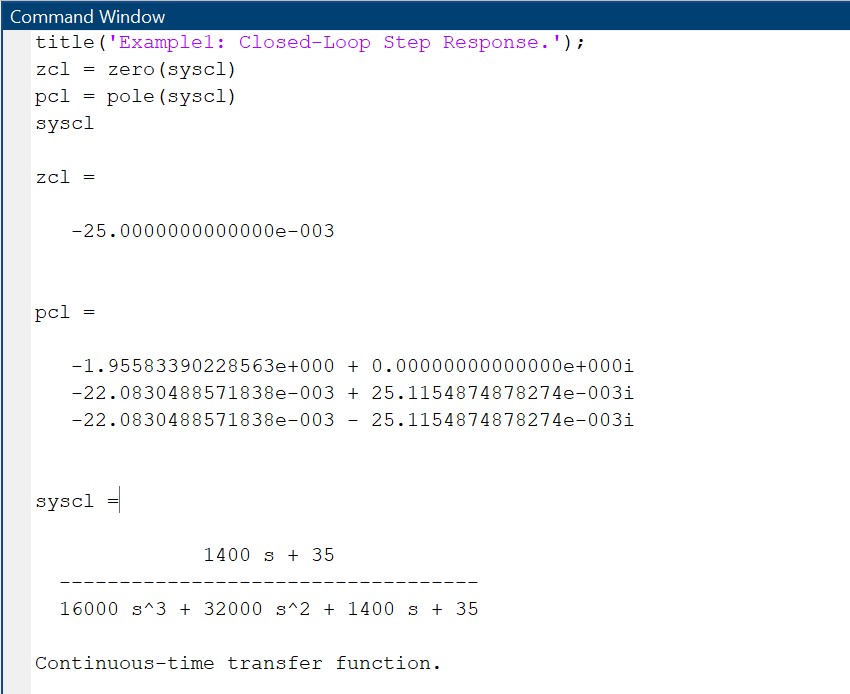 Command Window
title('Example1: Closed-Loop Step Response.');
zcl = zero(syscl)
pcl = pole(syscl)
syscl
zcl =
-25.0000000000000e-003
pcl =
-1.95583390228563e+000 + 0.00000000000000e+000i
-22.0830488571838e-003 + 25.1154874878274e-003i
-22.0830488571838e-003 - 25.1154874878274e-003i
syscl =
1400 s + 35
-----------------------------------
16000 s^3 + 32000 s^2 + 1400 s + 35
Continuous-time transfer function.